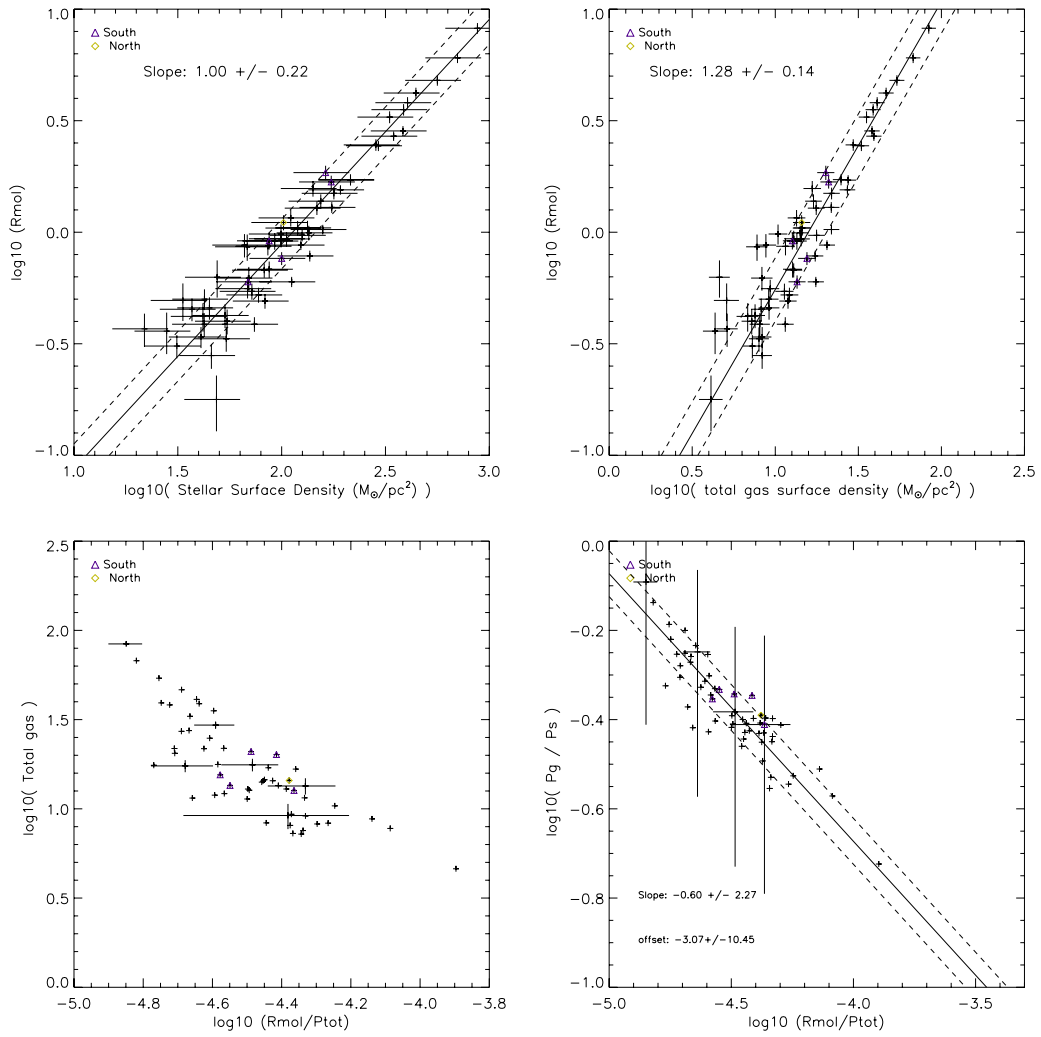 South
North
Slope: 1.00 +/- 0.22
log10 (Rmol)
1.0
0.5
0.0
-0.5
-1.0
1.0 1.5 2.0 2.5 3.0
log10( Stellar Surface Density (M⊙/pc²) )
South
North
Slope: 1.28 +/- 0.14
log10 (Rmol)
1.0
0.5
0.0
-0.5
-1.0
0.0 0.5 1.0 1.5 2.0 2.5
log10( total gas surface density (M⊙/pc²) )
South
North
log10( Total gas )
2.5
2.0
1.5
1.0
0.5
0.0
-5.0 -4.8 -4.6 -4.4 -4.2 -4.0 -3.8
log10 (Rmol/Ptot)
South
North
log10( Pg / Ps )
0.0
-0.2
-0.4
-0.6
-0.8
-1.0
Slope: -0.60 +/- 2.27
offset: -3.07+/-10.45
-5.0 -4.5 -4.0 -3.5
log10 (Rmol/Ptot)